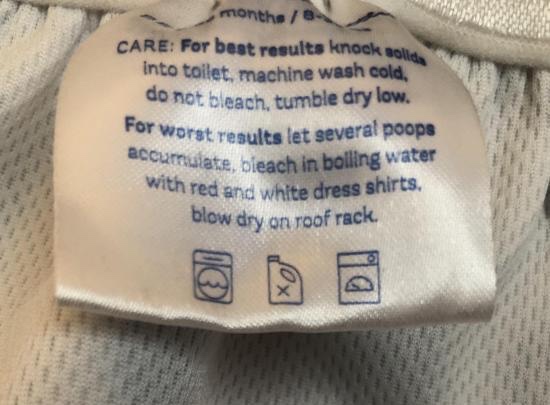 months / 8-
CARE: For best results knock solids
into toilet, machine wash cold,
do not bleach, tumble dry low.
For worst results let several poops
accumulate, bleach in boiling water
with red and white dress shirts,
blow dry on roof rack.